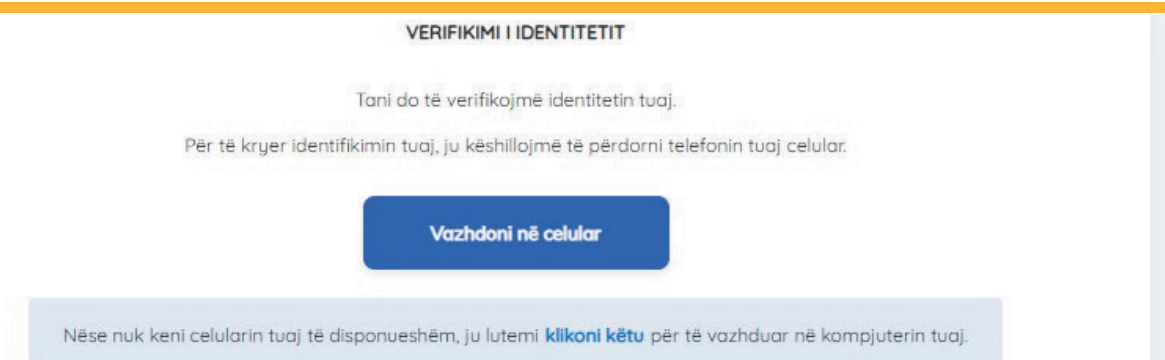 VERIFIKIMI I IDENTITETIT
Tani do të verifikojmë identitetin tuaj.
Për të kryer identifikimin tuaj, ju këshillojmë të përdorni telefonin tuaj celular.
Vazhdoni në celular
Nëse nuk keni celularin tuaj të disponueshëm, ju lutemi klikoni këtu për të vazhduar në kompjuterin tuaj.